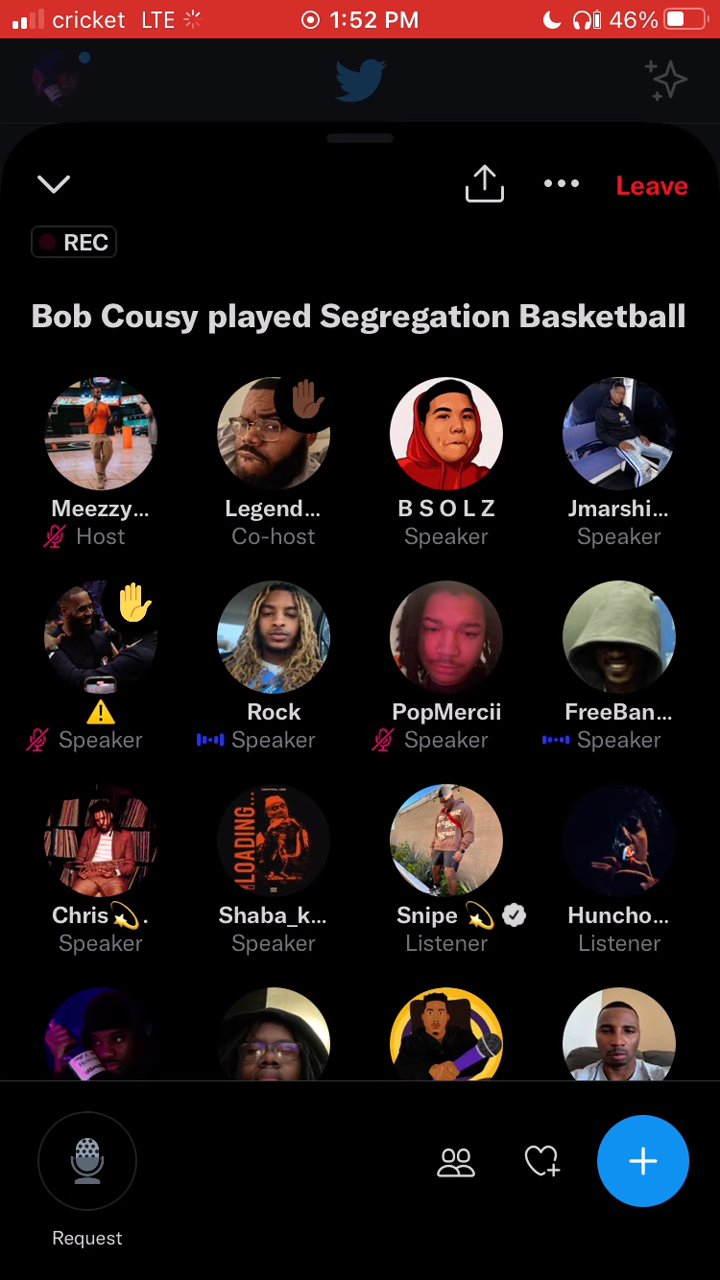 cricket LTE 1:52 PM 46%
Leave
REC
Bob Cousy played Segregation Basketball
Meezzy... Legend... B S O L Z Jmarshi...
Host Co-host Speaker Speaker
⚠️ Rock PopMercii FreeBan...
Speaker Speaker Speaker Speaker
LOADING...
Chris💫. Shaba_k... Snipe 💫 Huncho...
Speaker Speaker Listener Listener
Request